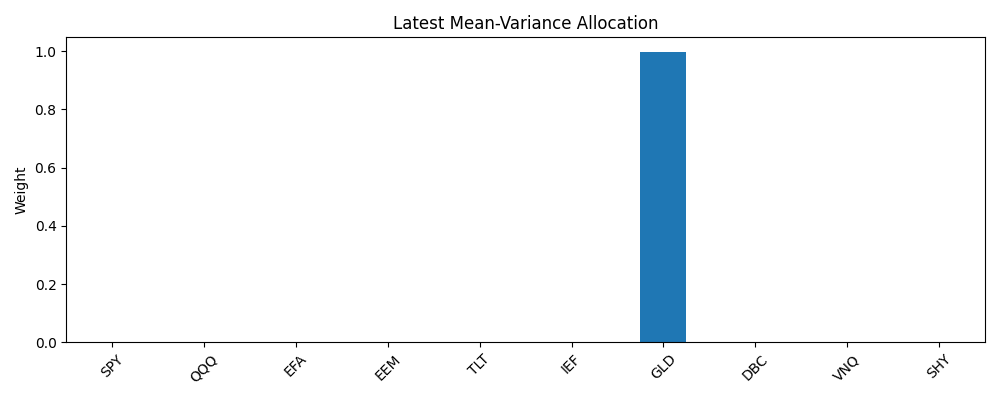 Latest Mean-Variance Allocation
Weight
1.0
0.8
0.6
0.4
0.2
0.0
SPY QQQ EFA EEM TLT IEF GLD DBC VNQ SHY